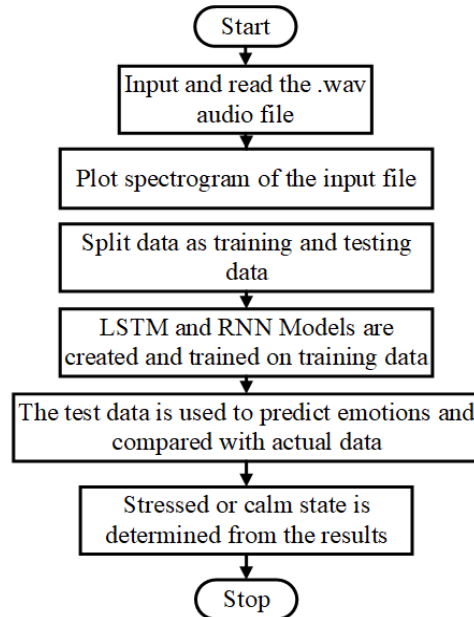 Start
Input and read the .wav
audio file
Plot spectrogram of the input file
Split data as training and testing
data
LSTM and RNN Models are
created and trained on training data
The test data is used to predict emotions and
compared with actual data
Stressed or calm state is
determined from the results
Stop